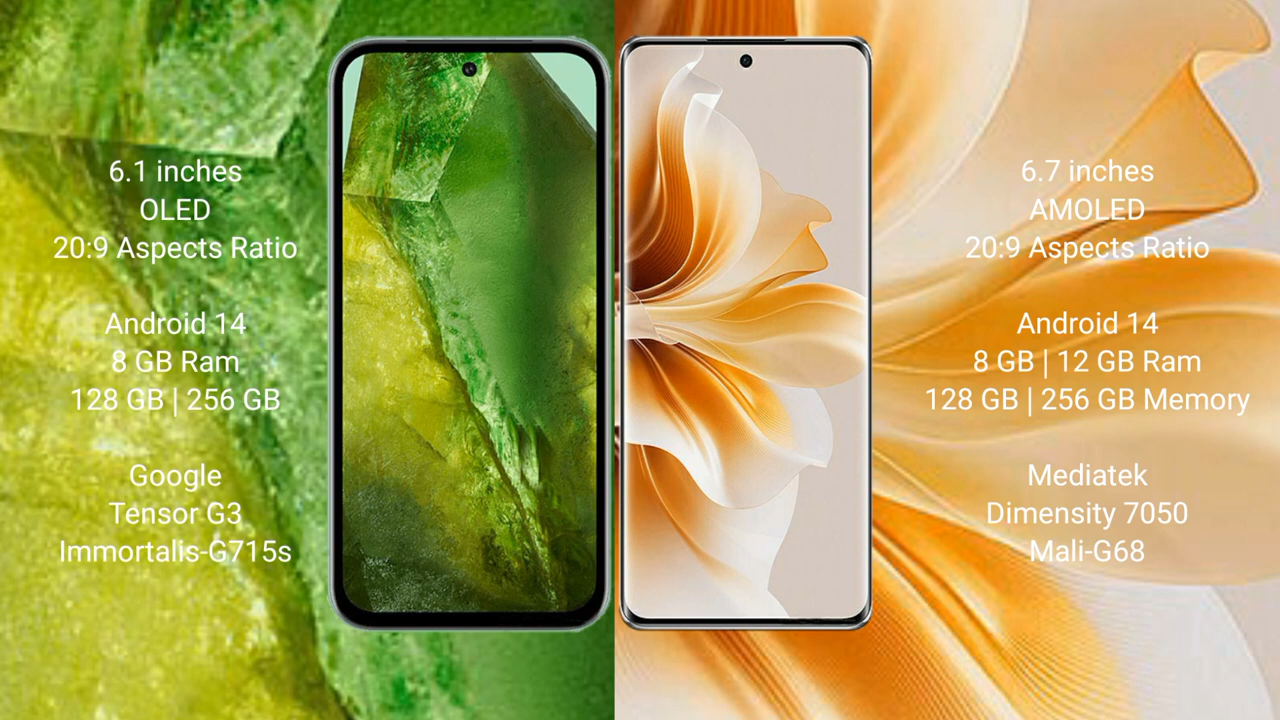 6.1 inches
OLED
20:9 Aspects Ratio
Android 14
8 GB Ram
128 GB | 256 GB
Google
Tensor G3
Immortalis-G715s
6.7 inches
AMOLED
20:9 Aspects Ratio
Android 14
8 GB | 12 GB Ram
128 GB | 256 GB Memory
Mediatek
Dimensity 7050
Mali-G68